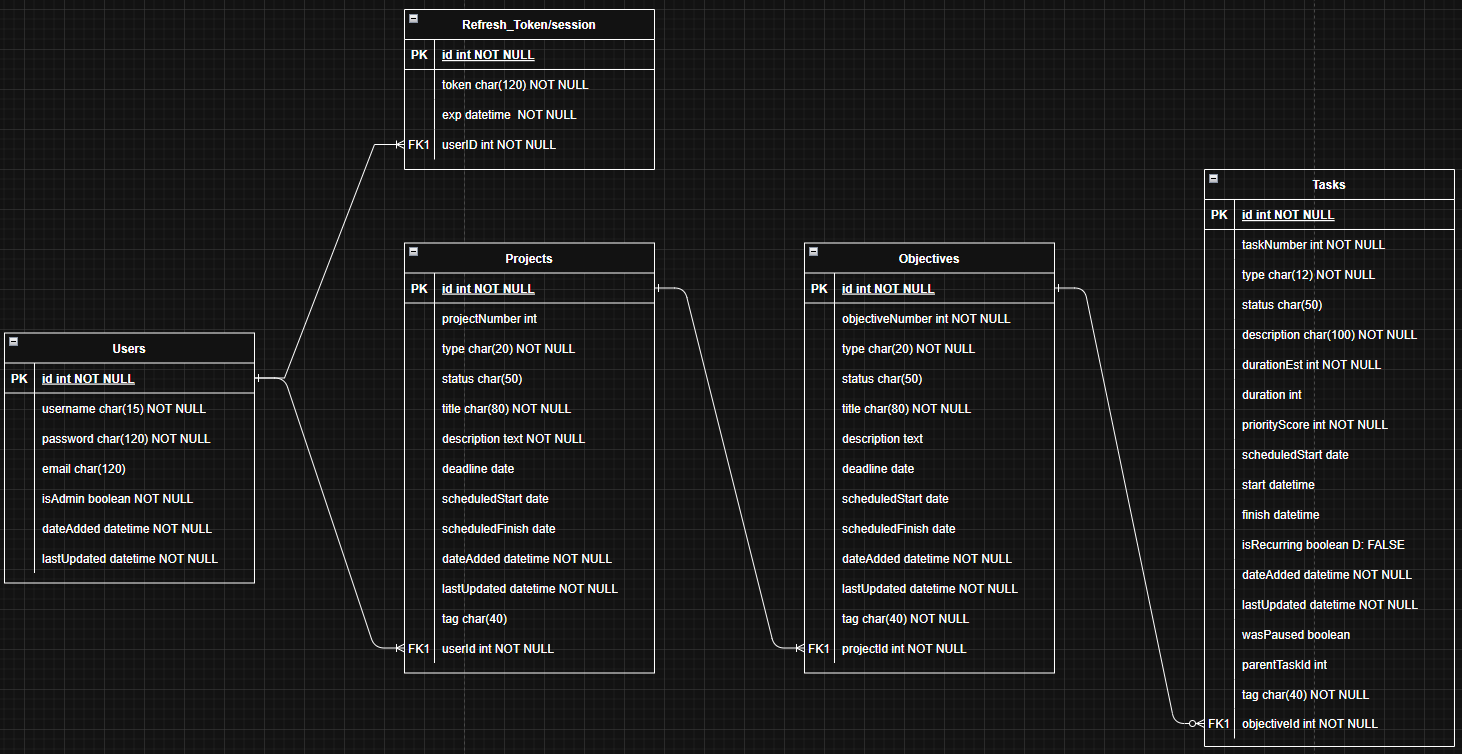 Refresh_Token/session
PK id int NOT NULL
token char(120) NOT NULL
exp datetime  NOT NULL
FK1 userID int NOT NULL
Users
PK id int NOT NULL
username char(15) NOT NULL
password char(120) NOT NULL
email char(120)
isAdmin boolean NOT NULL
dateAdded datetime NOT NULL
lastUpdated datetime NOT NULL
Projects
PK id int NOT NULL
projectNumber int
type char(20) NOT NULL
status char(50)
title char(80) NOT NULL
description text NOT NULL
deadline date
scheduledStart date
scheduledFinish date
dateAdded datetime NOT NULL
lastUpdated datetime NOT NULL
tag char(40)
FK1 userId int NOT NULL
Objectives
PK id int NOT NULL
objectiveNumber int NOT NULL
type char(20) NOT NULL
status char(50)
title char(80) NOT NULL
description text
deadline date
scheduledStart date
scheduledFinish date
dateAdded datetime NOT NULL
lastUpdated datetime NOT NULL
tag char(40) NOT NULL
FK1 projectId int NOT NULL
Tasks
PK id int NOT NULL
taskNumber int NOT NULL
type char(12) NOT NULL
status char(50)
description char(100) NOT NULL
durationEst int NOT NULL
duration int
priorityScore int NOT NULL
scheduledStart date
start datetime
finish datetime
isRecurring boolean D: FALSE
dateAdded datetime NOT NULL
lastUpdated datetime NOT NULL
wasPaused boolean
parentTaskId int
tag char(40) NOT NULL
FK1 objectiveId int NOT NULL